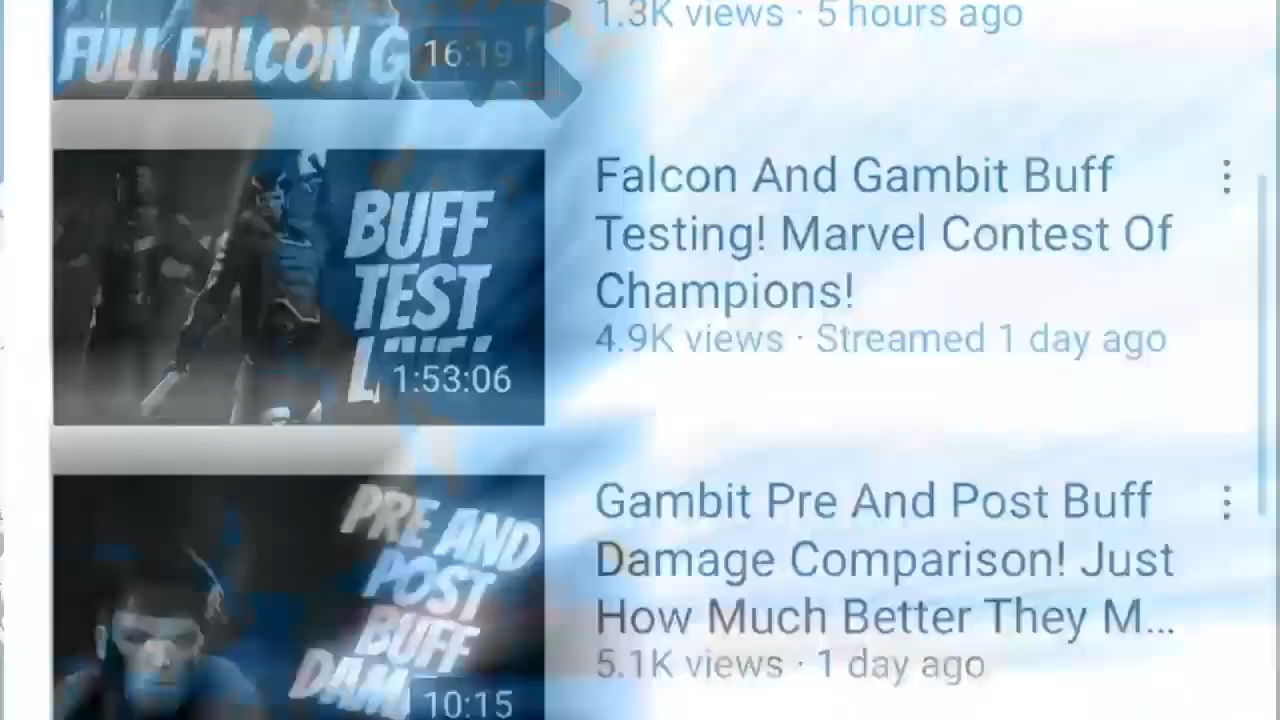 1.3K views · 5 hours ago
FULL FALCON G
16:19
BUFF
TEST
1:53:06
Falcon And Gambit Buff
Testing! Marvel Contest Of
Champions!
4.9K views · Streamed 1 day ago
PRE AND
POST
BUFF
DAM
10:15
Gambit Pre And Post Buff
Damage Comparison! Just
How Much Better They M...
5.1K views · 1 day ago